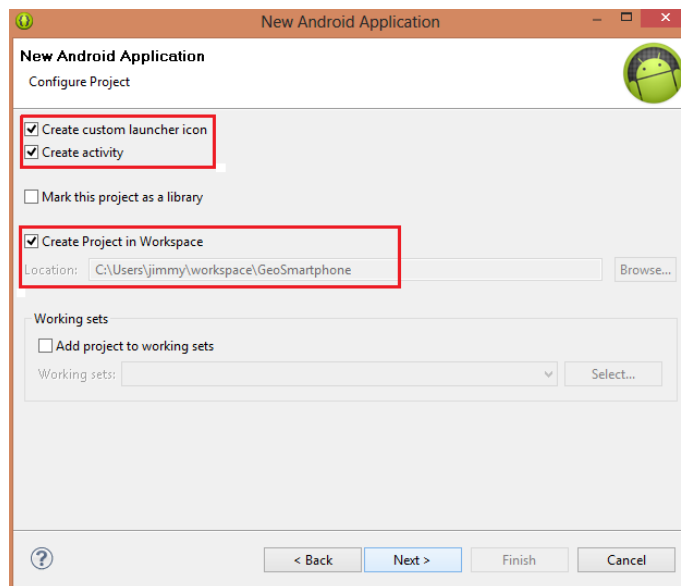 New Android Application
New Android Application
Configure Project
Create custom launcher icon
Create activity
Mark this project as a library
Create Project in Workspace
Location: C:\Users\jimmy\workspace\GeoSmartphone Browse...
Working sets
Add project to working sets
Working sets: Select...
? < Back Next > Finish Cancel